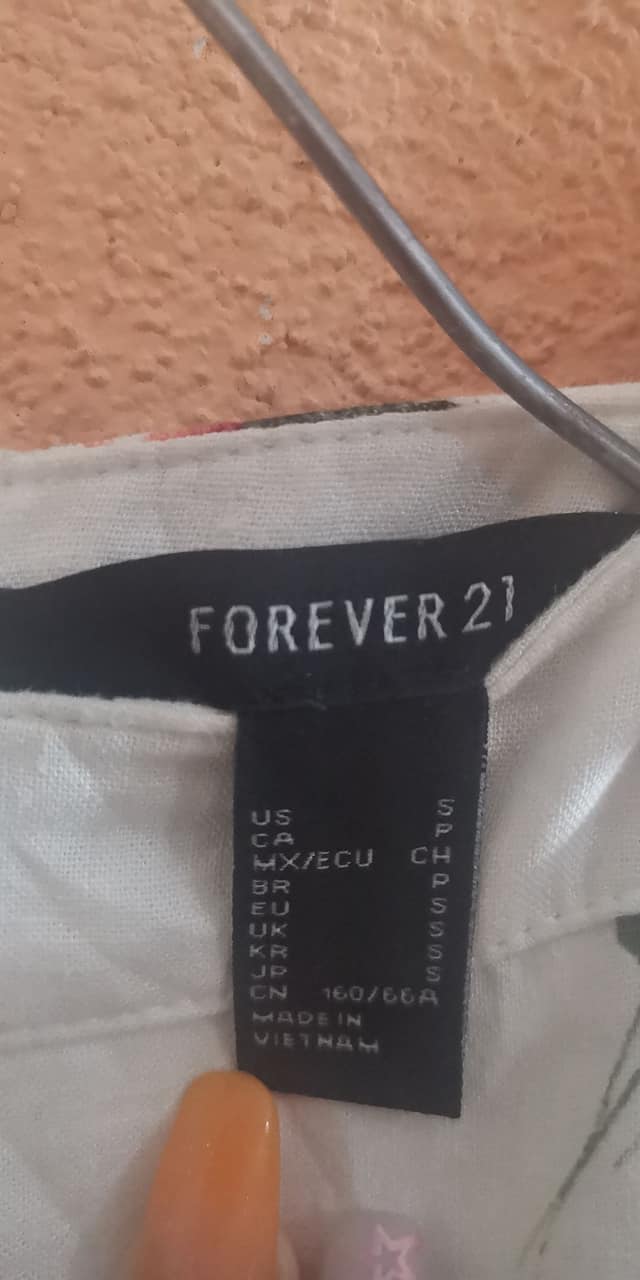 FOREVER 21
US S
CA P
MX/ECU CH
BR P
EU S
UK S
KR S
JP S
CN 160/66A
MADE IN
VIETNAM